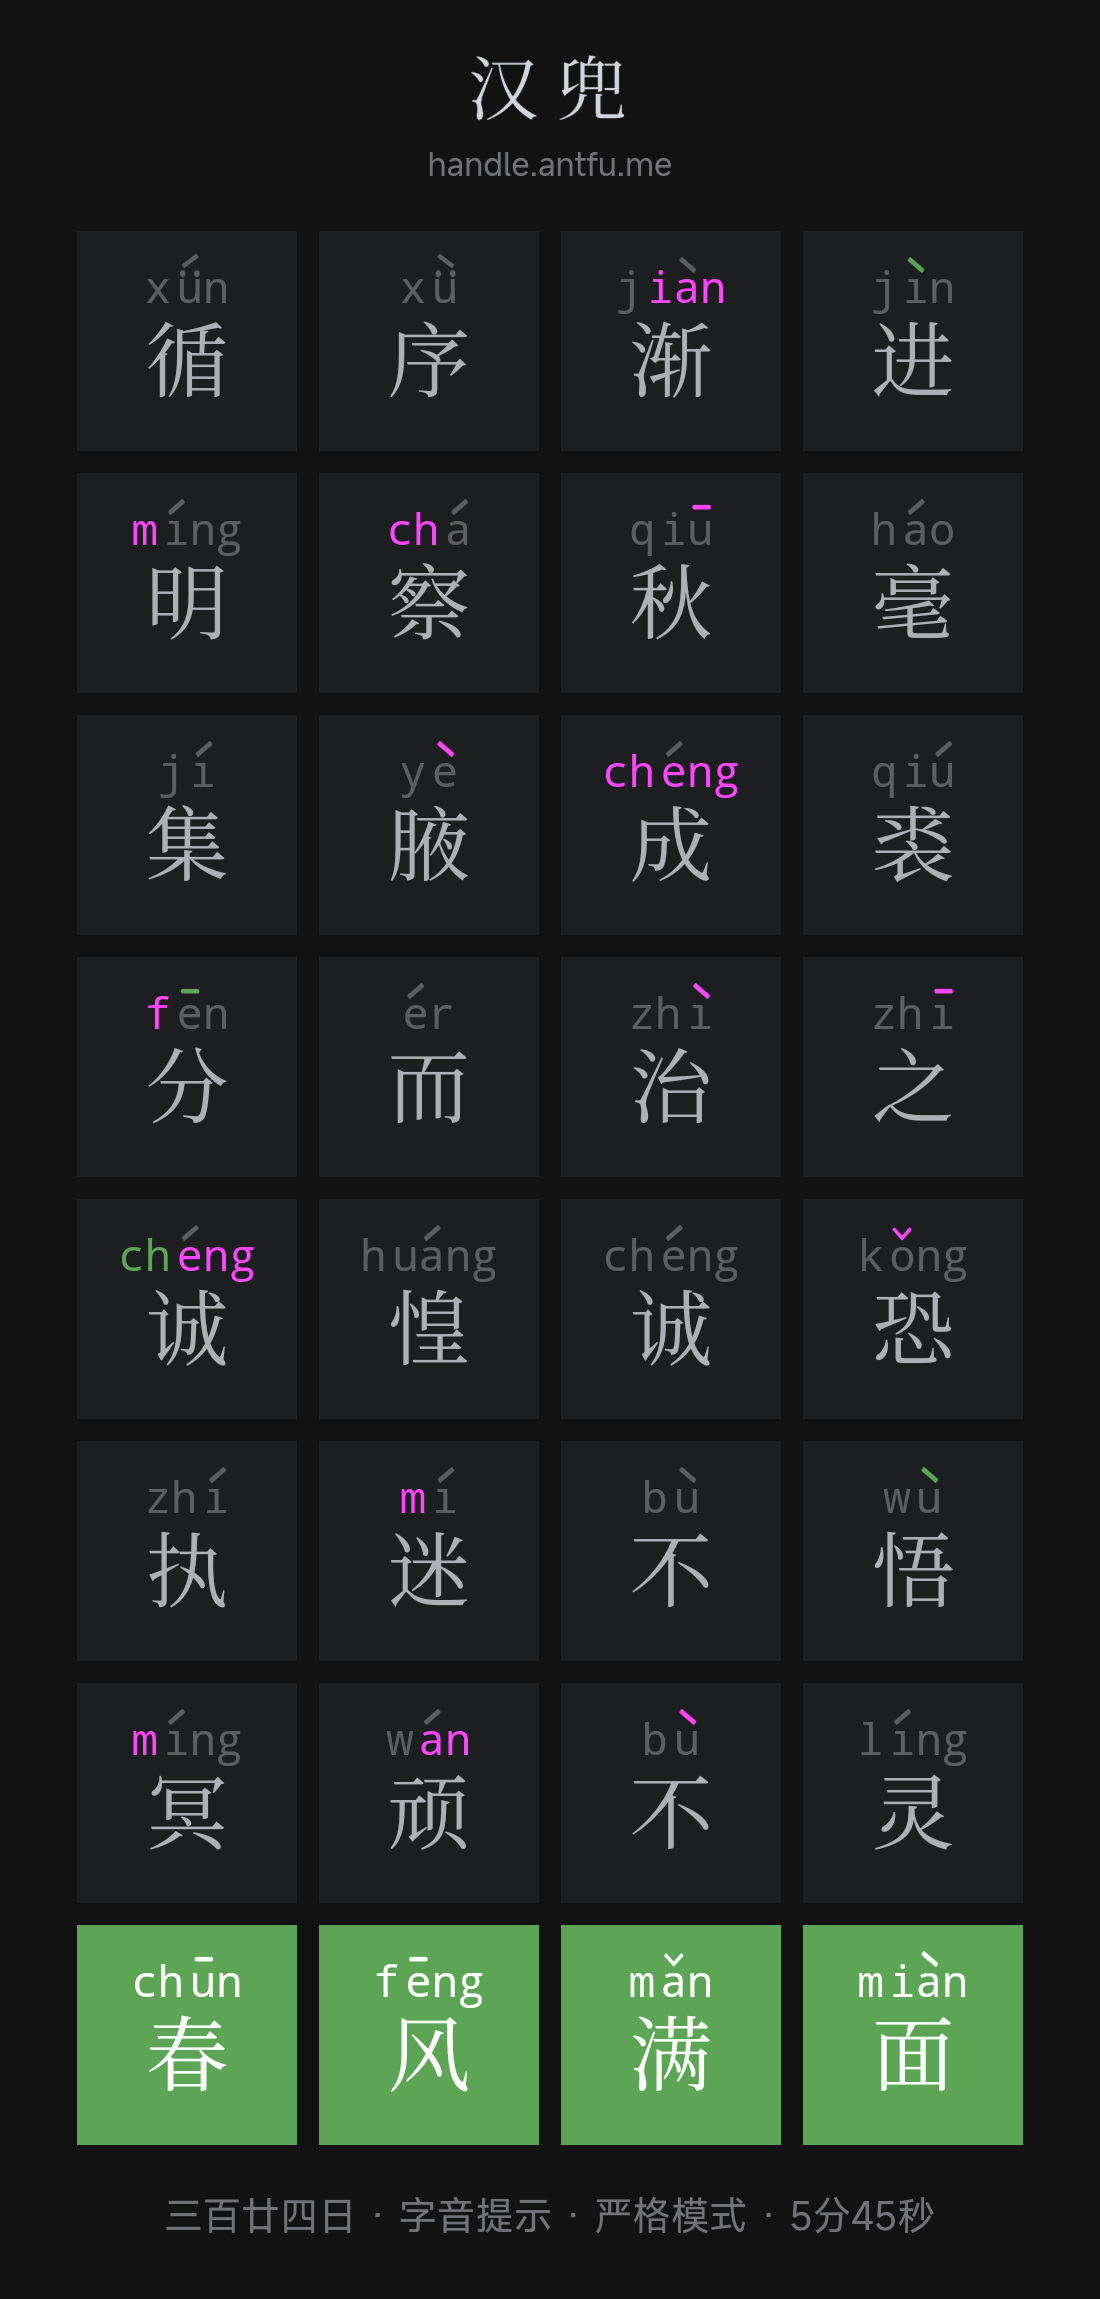 汉兜
handle.antfu.me
xún xù jiàn jìn
循 序 渐 进
míng chá qiū háo
明 察 秋 毫
jí yè chéng qiú
集 腋 成 裘
fēn ér zhì zhī
分 而 治 之
chéng huáng chéng kǒng
诚 惶 诚 恐
zhí mí bù wù
执 迷 不 悟
míng wán bù líng
冥 顽 不 灵
chūn fēng mǎn miàn
春 风 满 面
三百廿四日 · 字音提示 · 严格模式 · 5分45秒